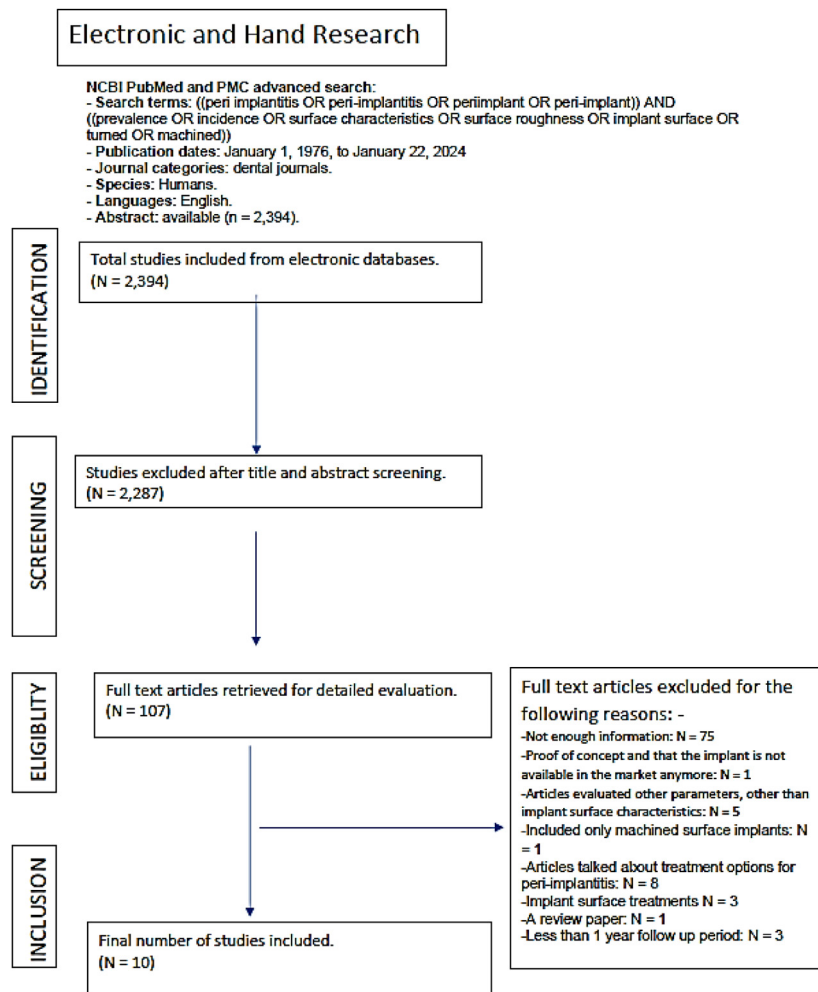 Electronic and Hand Research
NCBI PubMed and PMC advanced search:
- Search terms: ((peri implantitis OR peri-implantitis OR periimplant OR peri-implant)) AND
((prevalence OR incidence OR surface characteristics OR surface roughness OR implant surface OR
turned OR machined))
- Publication dates: January 1, 1976, to January 22, 2024
- Journal categories: dental journals.
- Species: Humans.
- Languages: English.
- Abstract: available (n = 2,394).
IDENTIFICATION
Total studies included from electronic databases.
(N = 2,394)
SCREENING
Studies excluded after title and abstract screening.
(N = 2,287)
ELIGIBLITY
Full text articles retrieved for detailed evaluation.
(N = 107)
Full text articles excluded for the
following reasons: -
-Not enough information: N = 75
-Proof of concept and that the implant is not
available in the market anymore: N = 1
-Articles evaluated other parameters, other than
implant surface characteristics: N = 5
-Included only machined surface implants: N
= 1
-Articles talked about treatment options for
peri-implantitis: N = 8
-Implant surface treatments N = 3
-A review paper: N = 1
-Less than 1 year follow up period: N = 3
INCLUSION
Final number of studies included.
(N = 10)